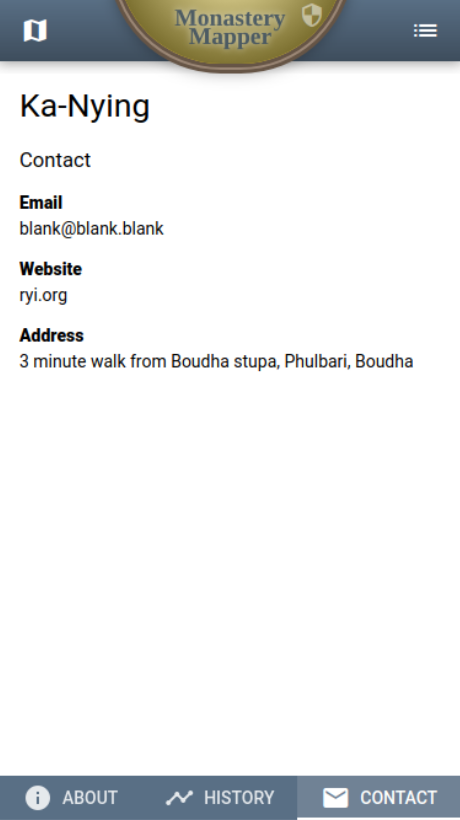 Monastery
Mapper
Ka-Nying
Contact
Email
blank@blank.blank
Website
ryi.org
Address
3 minute walk from Boudha stupa, Phulbari, Boudha
ABOUT
HISTORY
CONTACT